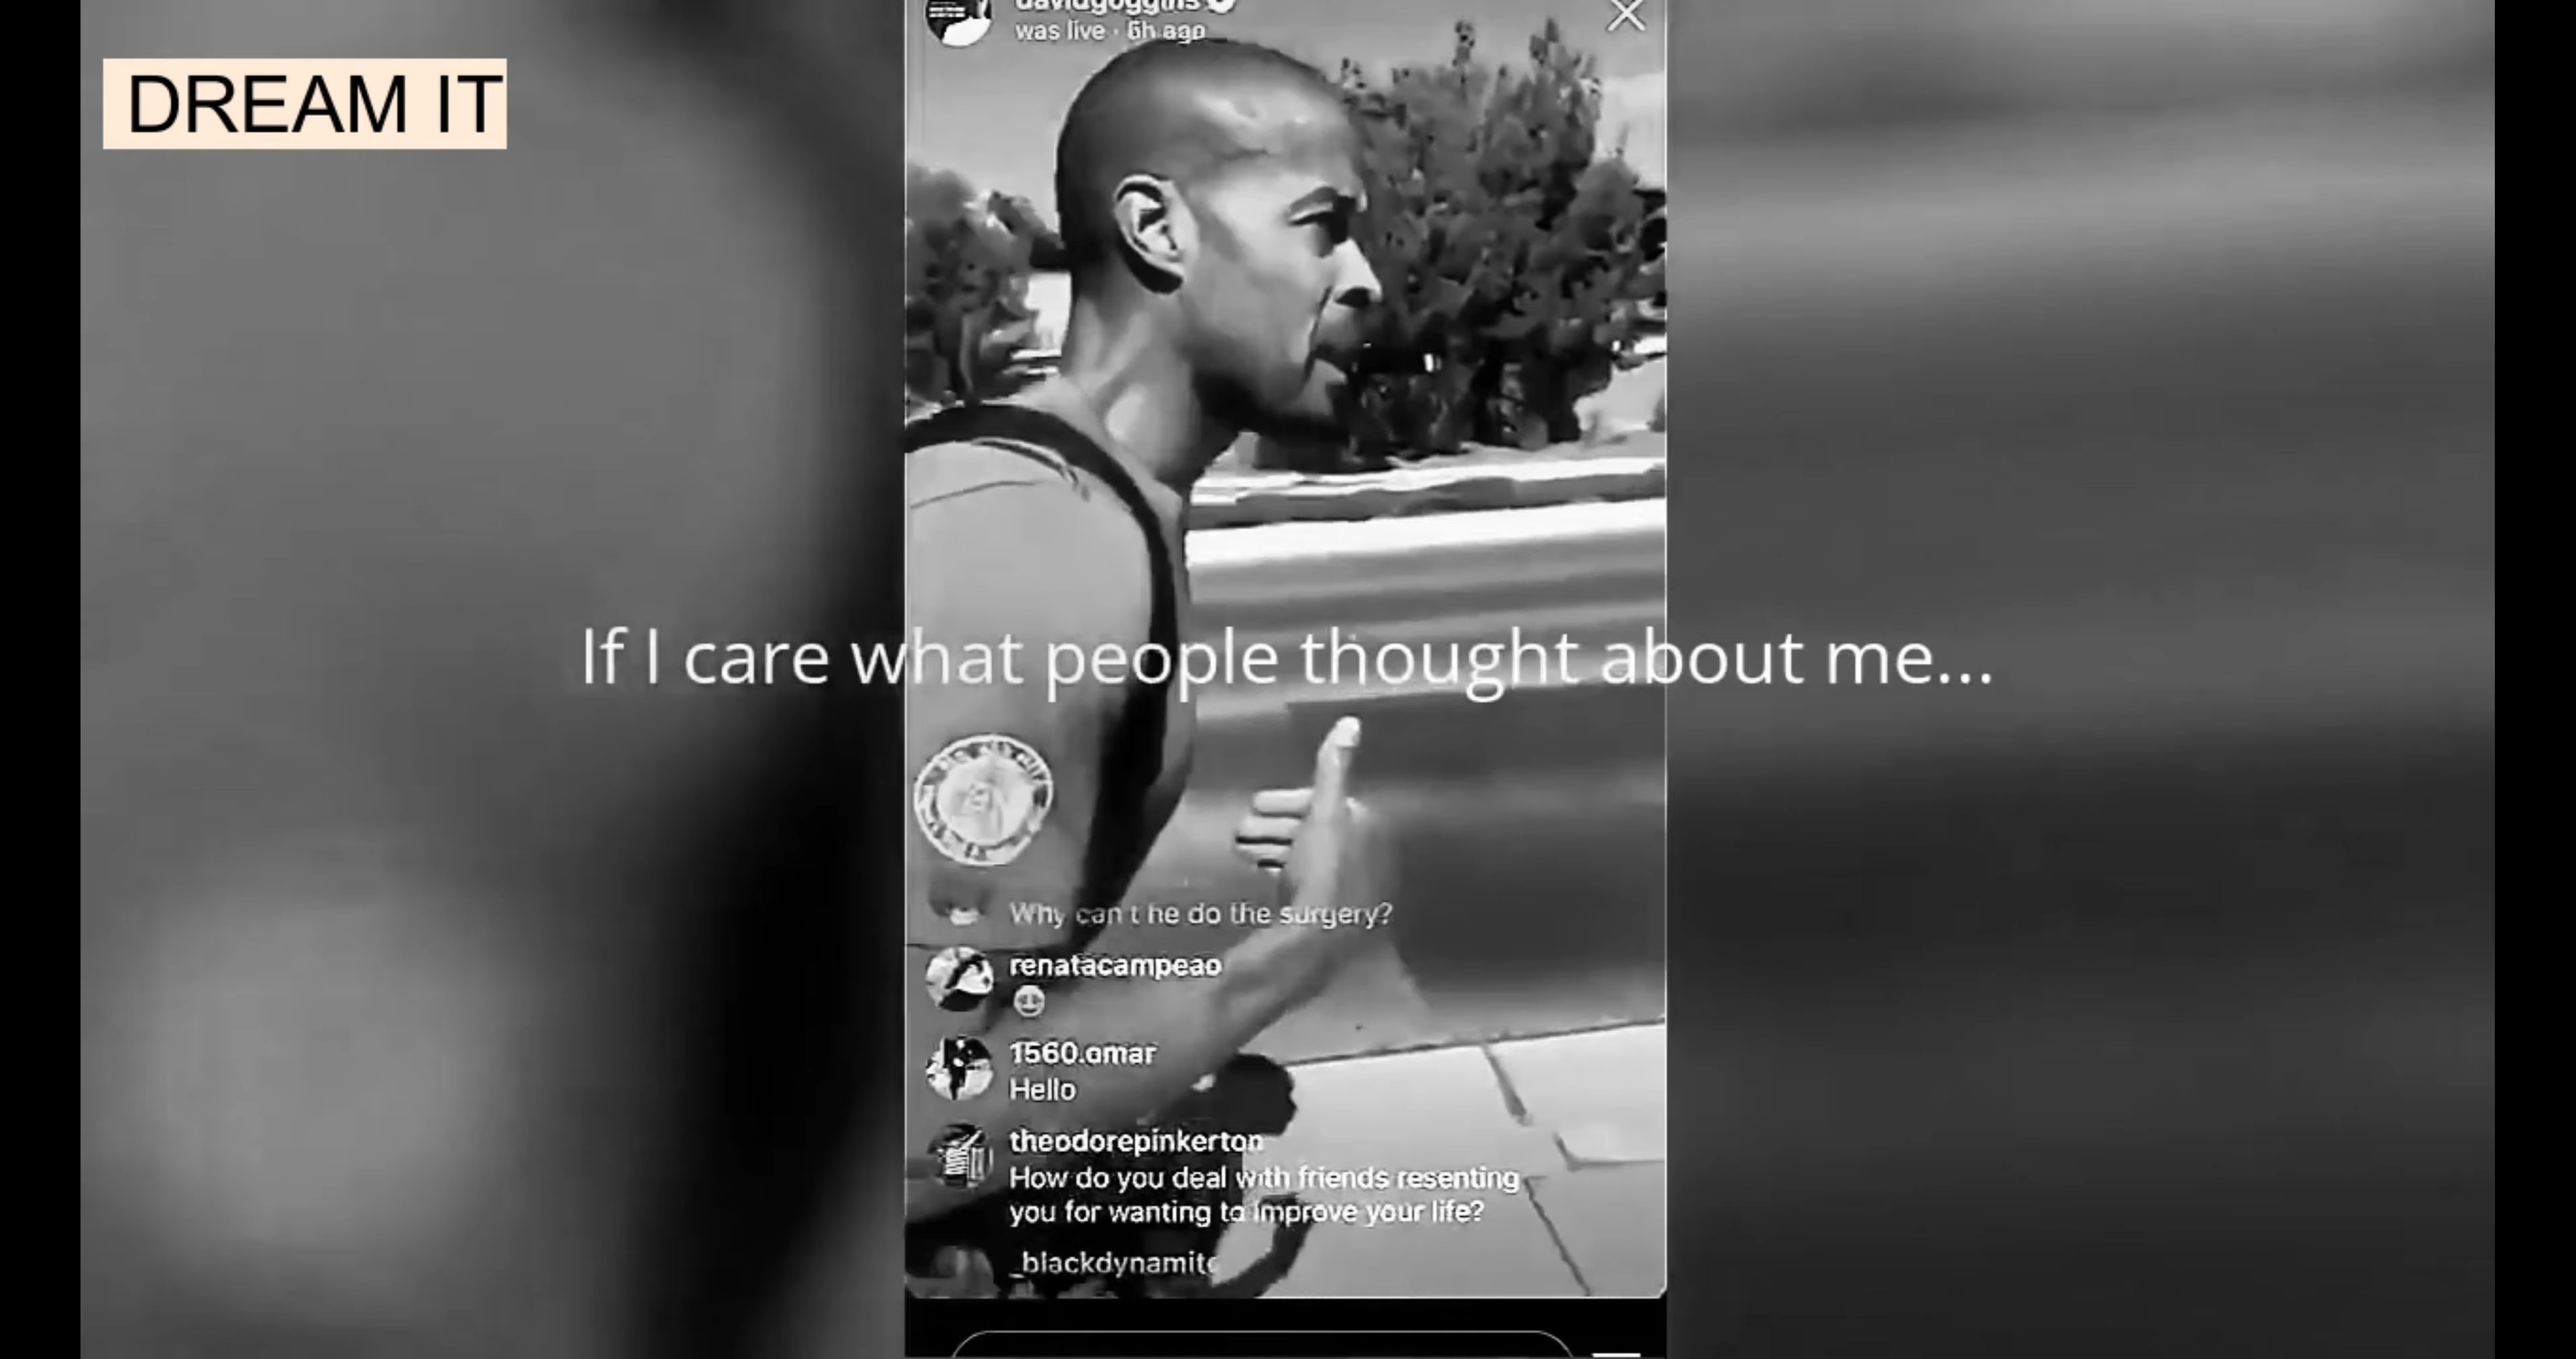 davidgoggins
was live · 6h ago
DREAM IT
If I care what people thought about me...
Why can't he do the surgery?
renatacampeao
1560.omar
Hello
theodorepinkerton
How do you deal with friends resenting
you for wanting to improve your life?
_blackdynamite